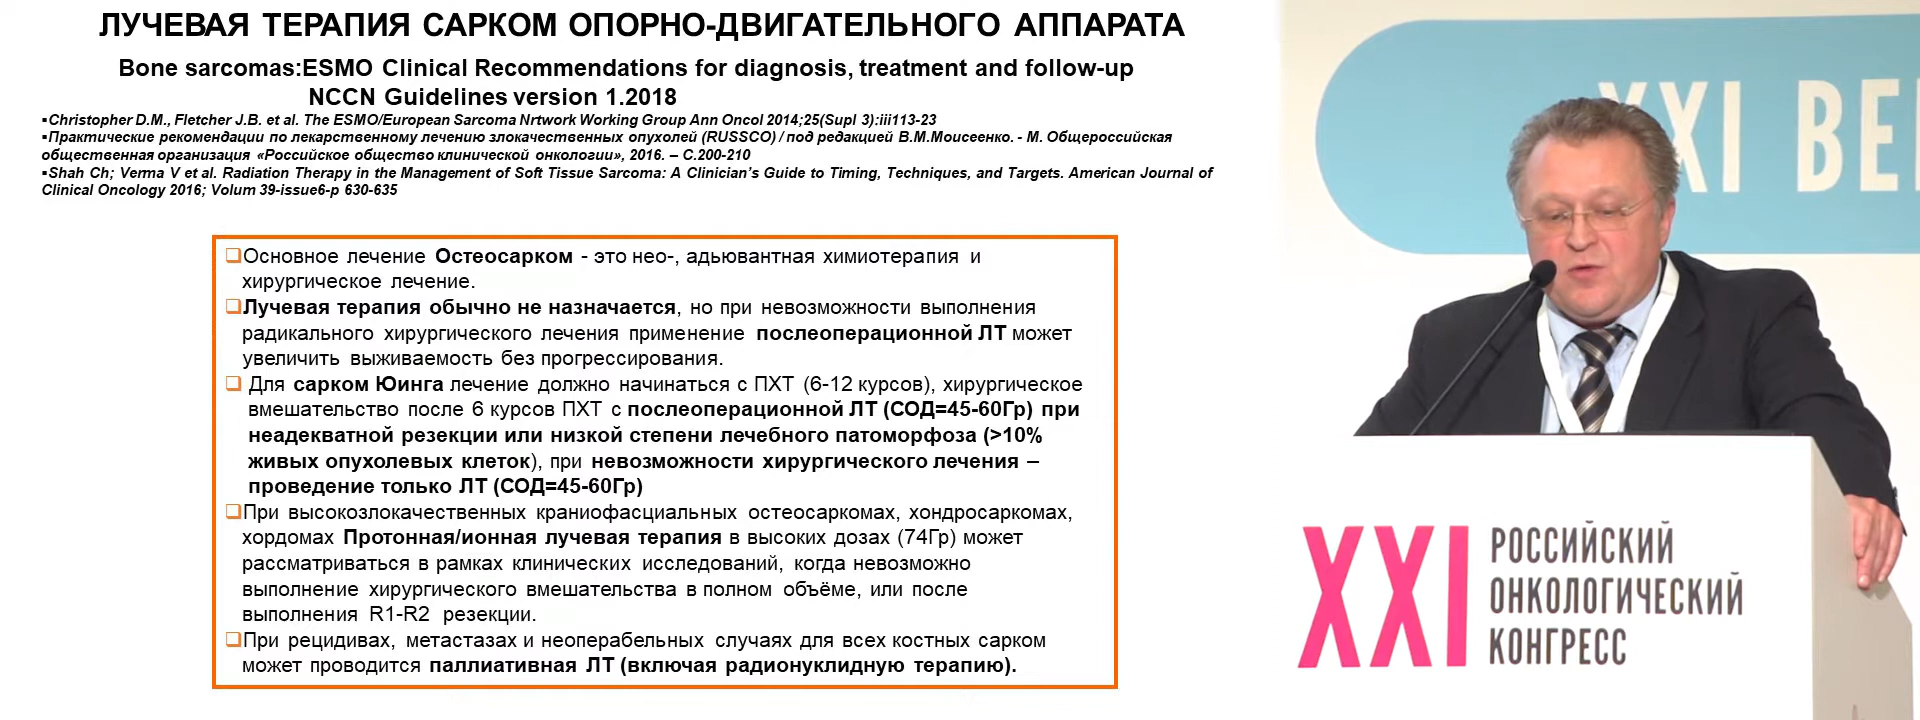 ЛУЧЕВАЯ ТЕРАПИЯ САРКОМ ОПОРНО-ДВИГАТЕЛЬНОГО АППАРАТА
Bone sarcomas:ESMO Clinical Recommendations for diagnosis, treatment and follow-up
NCCN Guidelines version 1.2018
▪Christopher D.M., Fletcher J.B. et al. The ESMO/European Sarcoma Nrtwork Working Group Ann Oncol 2014;25(Supl 3):iii113-23
▪Практические рекомендации по лекарственному лечению злокачественных опухолей (RUSSCO) / под редакцией В.М.Моисеенко. - М. Общероссийская
общественная организация «Российское общество клинической онкологии», 2016. – С.200-210
▪Shah Ch; Verma V et al. Radiation Therapy in the Management of Soft Tissue Sarcoma: A Clinician’s Guide to Timing, Techniques, and Targets. American Journal of
Clinical Oncology 2016; Volum 39-issue6-p 630-635
❑Основное лечение Остеосарком - это нео-, адьювантная химиотерапия и
хирургическое лечение.
❑Лучевая терапия обычно не назначается, но при невозможности выполнения
радикального хирургического лечения применение послеоперационной ЛТ может
увеличить выживаемость без прогрессирования.
❑ Для сарком Юинга лечение должно начинаться с ПХТ (6-12 курсов), хирургическое
вмешательство после 6 курсов ПХТ с послеоперационной ЛТ (СОД=45-60Гр) при
неадекватной резекции или низкой степени лечебного патоморфоза (>10%
живых опухолевых клеток), при невозможности хирургического лечения –
проведение только ЛТ (СОД=45-60Гр)
❑При высокозлокачественных краниофасциальных остеосаркомах, хондросаркомах,
хордомах Протонная/ионная лучевая терапия в высоких дозах (74Гр) может
рассматриваться в рамках клинических исследований, когда невозможно
выполнение хирургического вмешательства в полном объёме, или после
выполнения R1-R2 резекции.
❑При рецидивах, метастазах и неоперабельных случаях для всех костных сарком
может проводится паллиативная ЛТ (включая радионуклидную терапию).
XXI
XXI
РОССИЙСКИЙ
ОНКОЛОГИЧЕСКИЙ
КОНГРЕСС